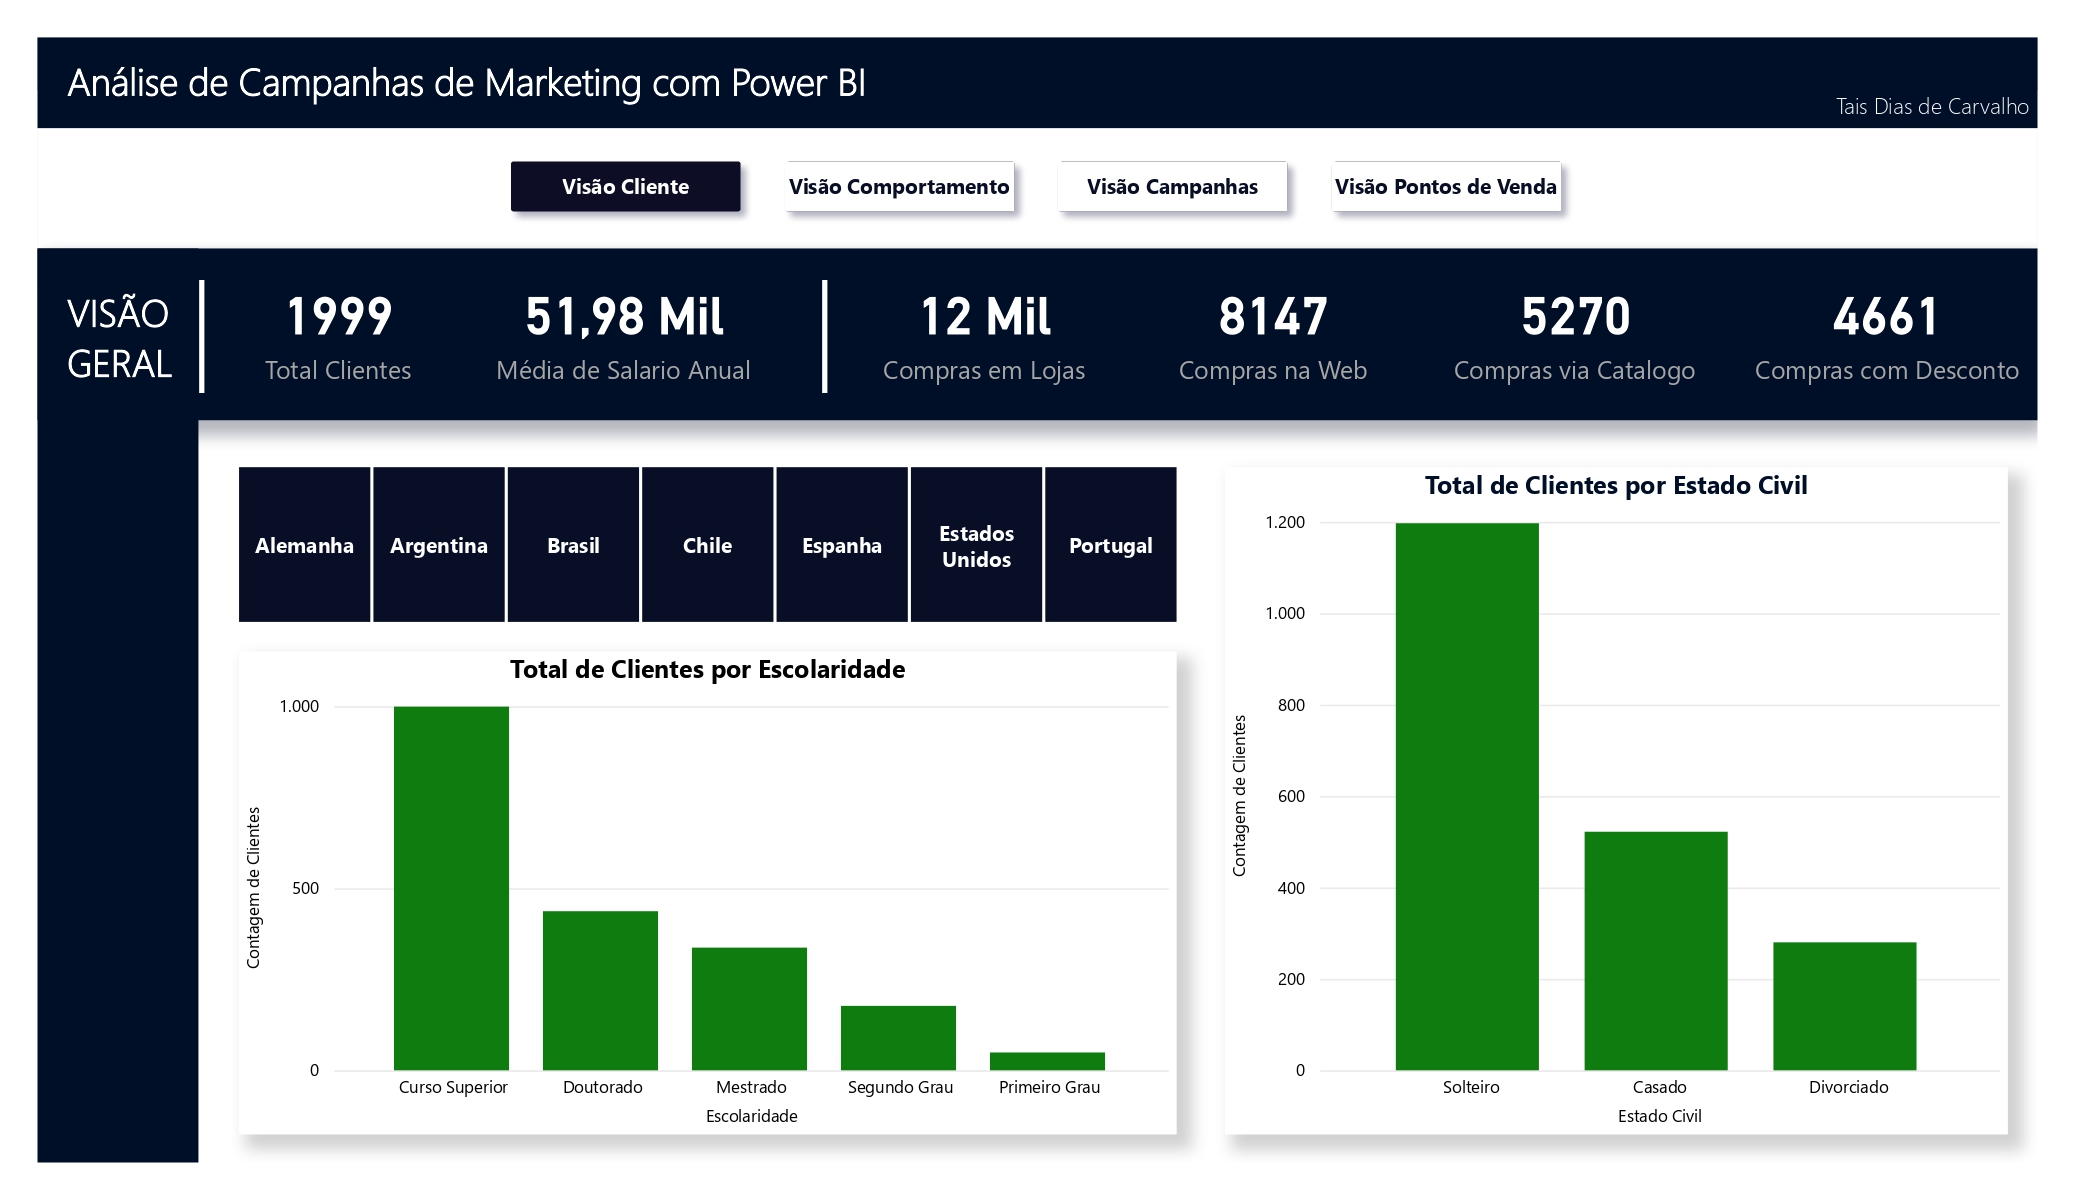 Análise de Campanhas de Marketing com Power BI
Tais Dias de Carvalho
Visão Cliente
Visão Comportamento
Visão Campanhas
Visão Pontos de Venda
VISÃO
GERAL
1999
Total Clientes
51,98 Mil
Média de Salario Anual
12 Mil
Compras em Lojas
8147
Compras na Web
5270
Compras via Catalogo
4661
Compras com Desconto
Alemanha
Argentina
Brasil
Chile
Espanha
Estados
Unidos
Portugal
Total de Clientes por Escolaridade
Contagem de Clientes
1.000
500
0
Curso Superior
Doutorado
Mestrado
Segundo Grau
Primeiro Grau
Escolaridade
Total de Clientes por Estado Civil
Contagem de Clientes
1.200
1.000
800
600
400
200
0
Solteiro
Casado
Divorciado
Estado Civil